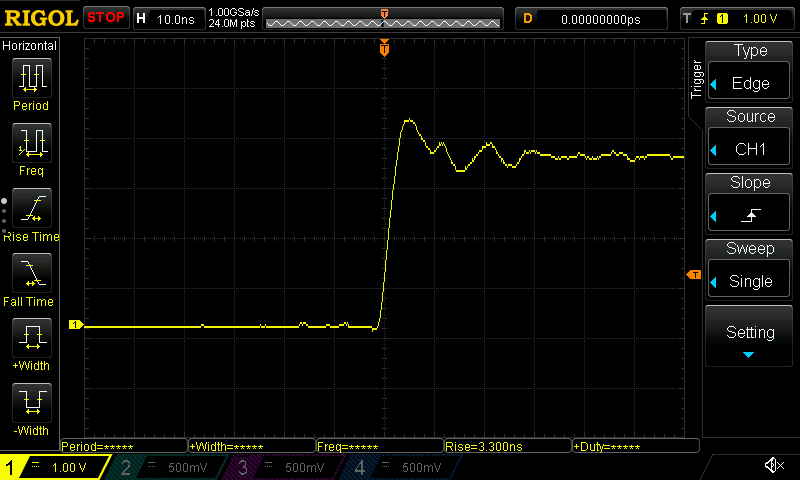 RIGOL STOP H 10.0ns 1.00GSa/s 24.0M pts T D 0.00000000ps T 1 1.00 V
Horizontal
Period
Freq
Rise Time
Fall Time
+Width
-Width
T
T
1
Trigger
Type
Edge
Source
CH1
Slope
Sweep
Single
Setting
Period=***** +Width=***** Freq=***** Rise=3.300ns +Duty=*****
1 1.00 V 2 500mV 3 500mV 4 500mV